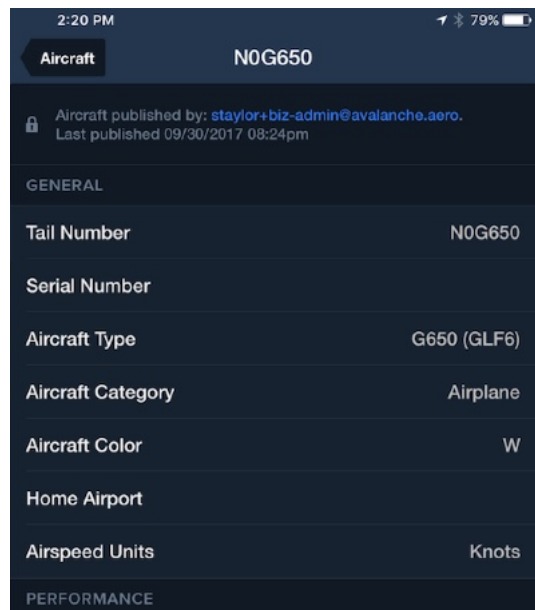 2:20 PM 79%
Aircraft N0G650
Aircraft published by: staylor+biz-admin@avalanche.aero.
Last published 09/30/2017 08:24pm
GENERAL
Tail Number N0G650
Serial Number
Aircraft Type G650 (GLF6)
Aircraft Category Airplane
Aircraft Color W
Home Airport
Airspeed Units Knots
PERFORMANCE